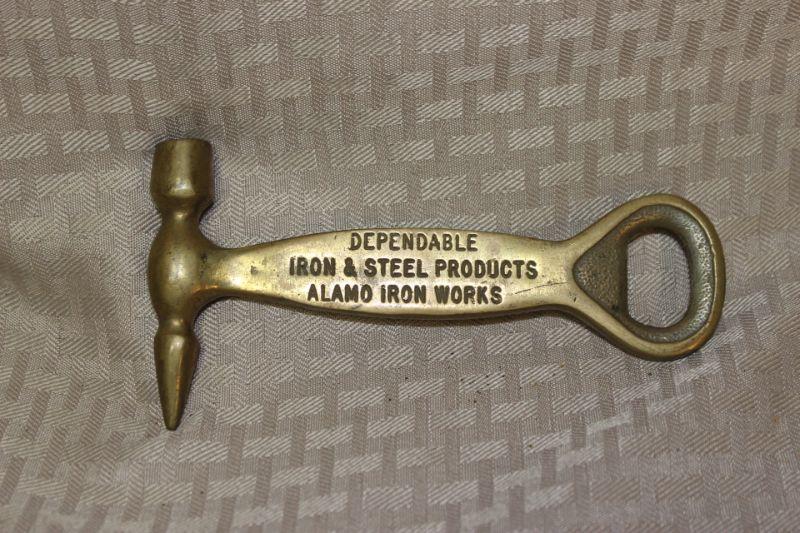 DEPENDABLE
IRON & STEEL PRODUCTS
ALAMO IRON WORKS